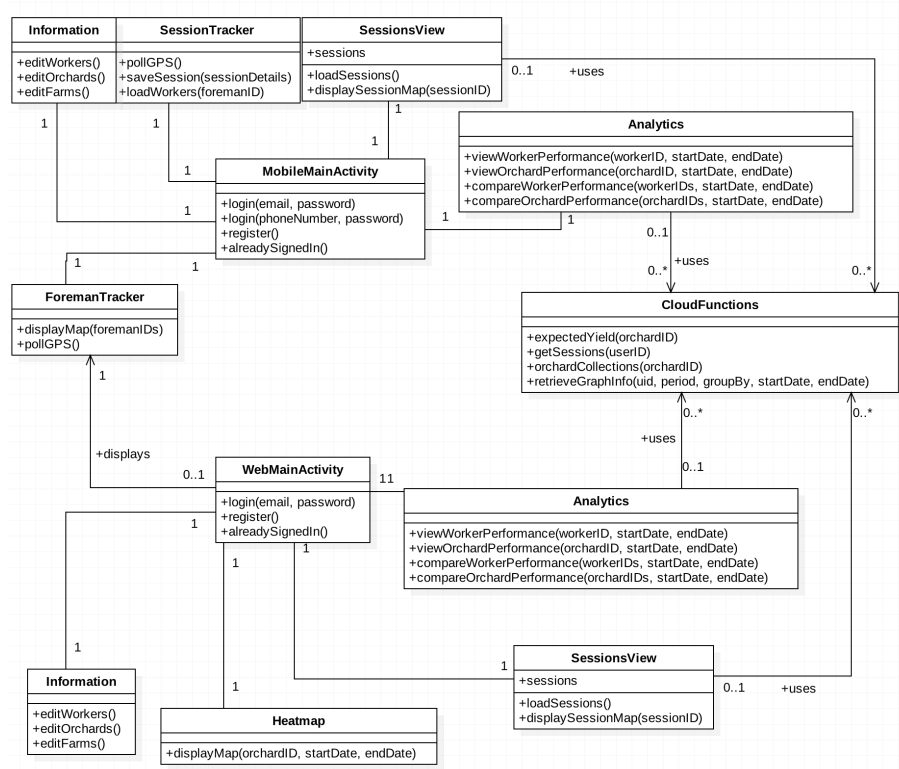 Information
+editWorkers()
+editOrchards()
+editFarms()
SessionTracker
+pollGPS()
+saveSession(sessionDetails)
+loadWorkers(foremanID)
SessionsView
+sessions
+loadSessions()
+displaySessionMap(sessionID)
0..1
+uses
1
1
1
1
Analytics
+viewWorkerPerformance(workerID, startDate, endDate)
+viewOrchardPerformance(orchardID, startDate, endDate)
+compareWorkerPerformance(workerIDs, startDate, endDate)
+compareOrchardPerformance(orchardIDs, startDate, endDate)
MobileMainActivity
+login(email, password)
+login(phoneNumber, password)
+register()
+alreadySignedIn()
1
1
1
1
0..1
+uses
0..*
0..*
1
1
ForemanTracker
+displayMap(foremanIDs)
+pollGPS()
CloudFunctions
+expectedYield(orchardID)
+getSessions(userID)
+orchardCollections(orchardID)
+retrieveGraphInfo(uid, period, groupBy, startDate, endDate)
1
+displays
0..1
0..*
0..*
+uses
0..1
WebMainActivity
+login(email, password)
+register()
+alreadySignedIn()
11
Analytics
+viewWorkerPerformance(workerID, startDate, endDate)
+viewOrchardPerformance(orchardID, startDate, endDate)
+compareWorkerPerformance(workerIDs, startDate, endDate)
+compareOrchardPerformance(orchardIDs, startDate, endDate)
1
1
1
1
1
1
Information
+editWorkers()
+editOrchards()
+editFarms()
Heatmap
+displayMap(orchardID, startDate, endDate)
SessionsView
+sessions
+loadSessions()
+displaySessionMap(sessionID)
0..1
+uses